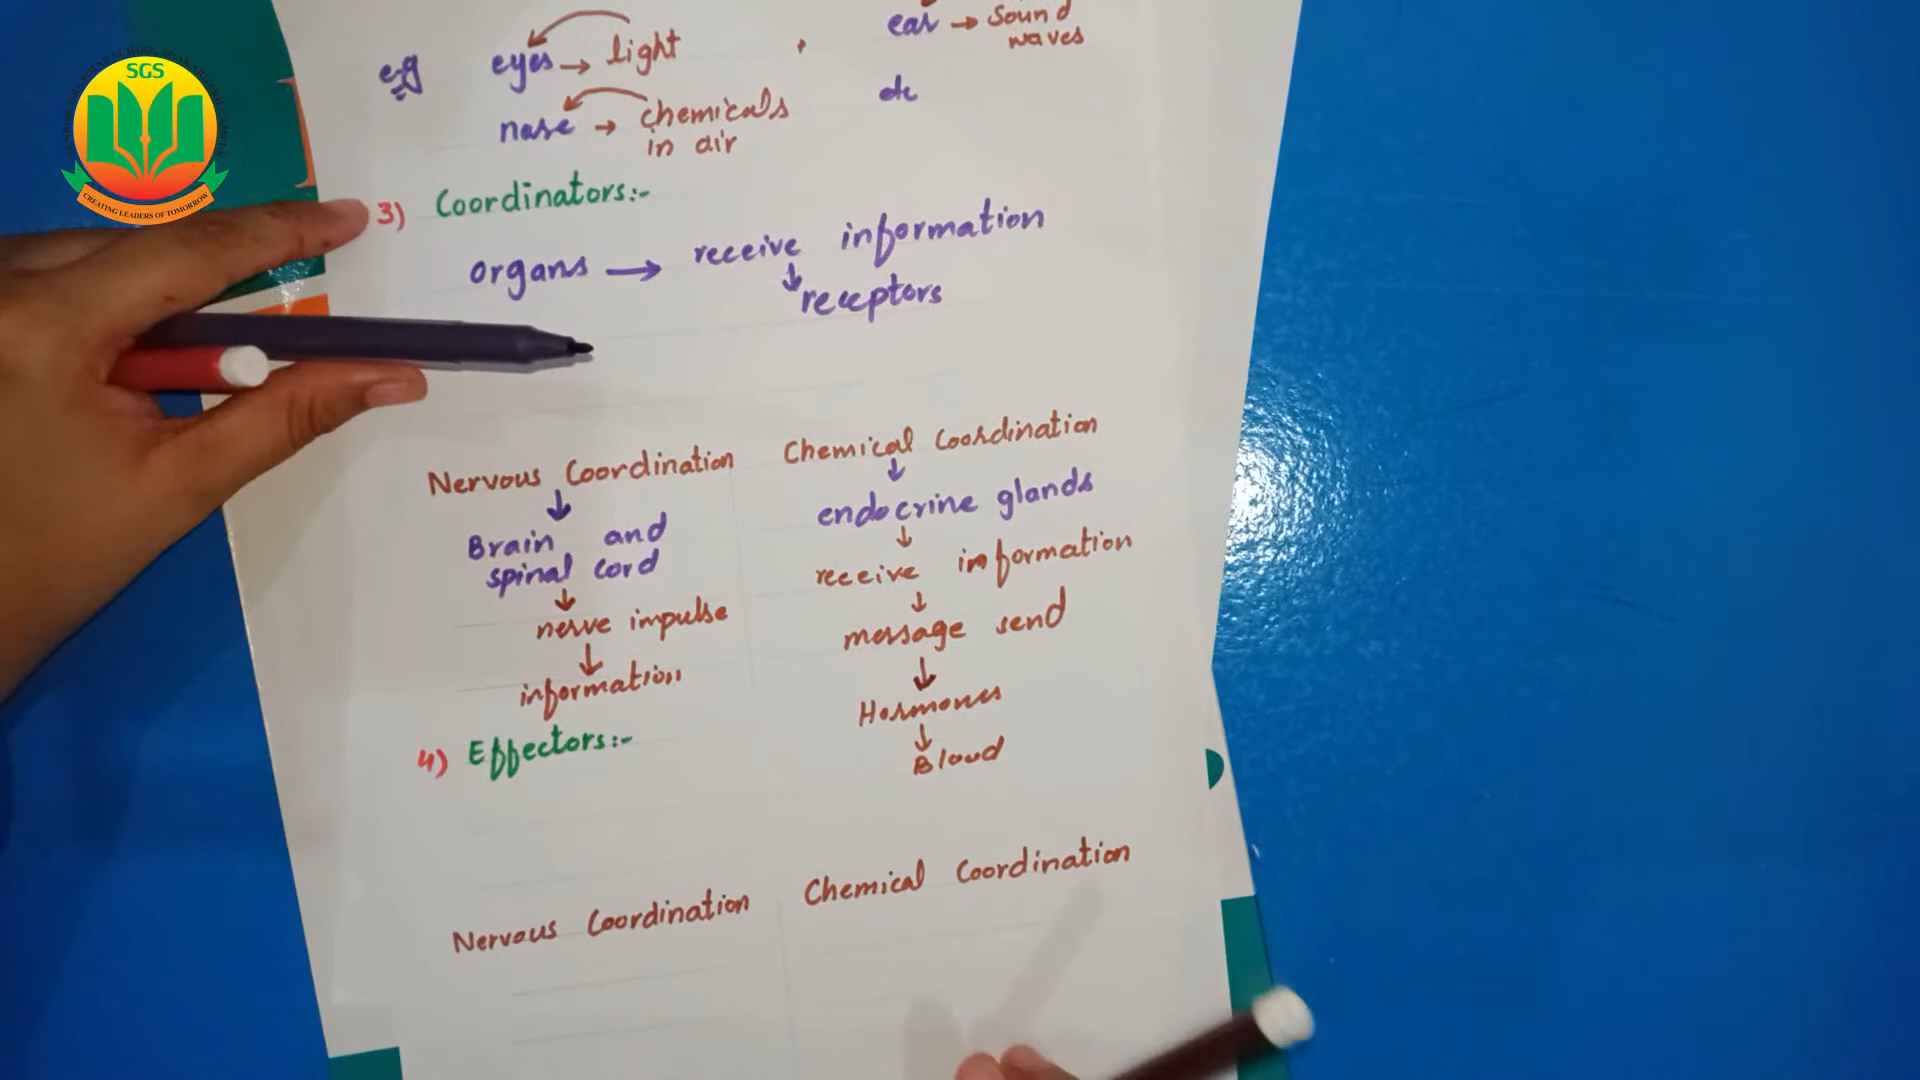 SGS
CREATING LEADERS OF TOMORROW
eg eyes → light , ear → sound waves
nose → chemicals in air etc
3) Coordinators:-
organs → receive information
↓ receptors
Nervous Coordination
↓
Brain and
spinal cord
↓
nerve impulse
↓
information
Chemical Coordination
↓
endocrine glands
↓
receive information
↓
message send
↓
Hormones
↓
Blood
4) Effectors:-
Nervous Coordination
Chemical Coordination